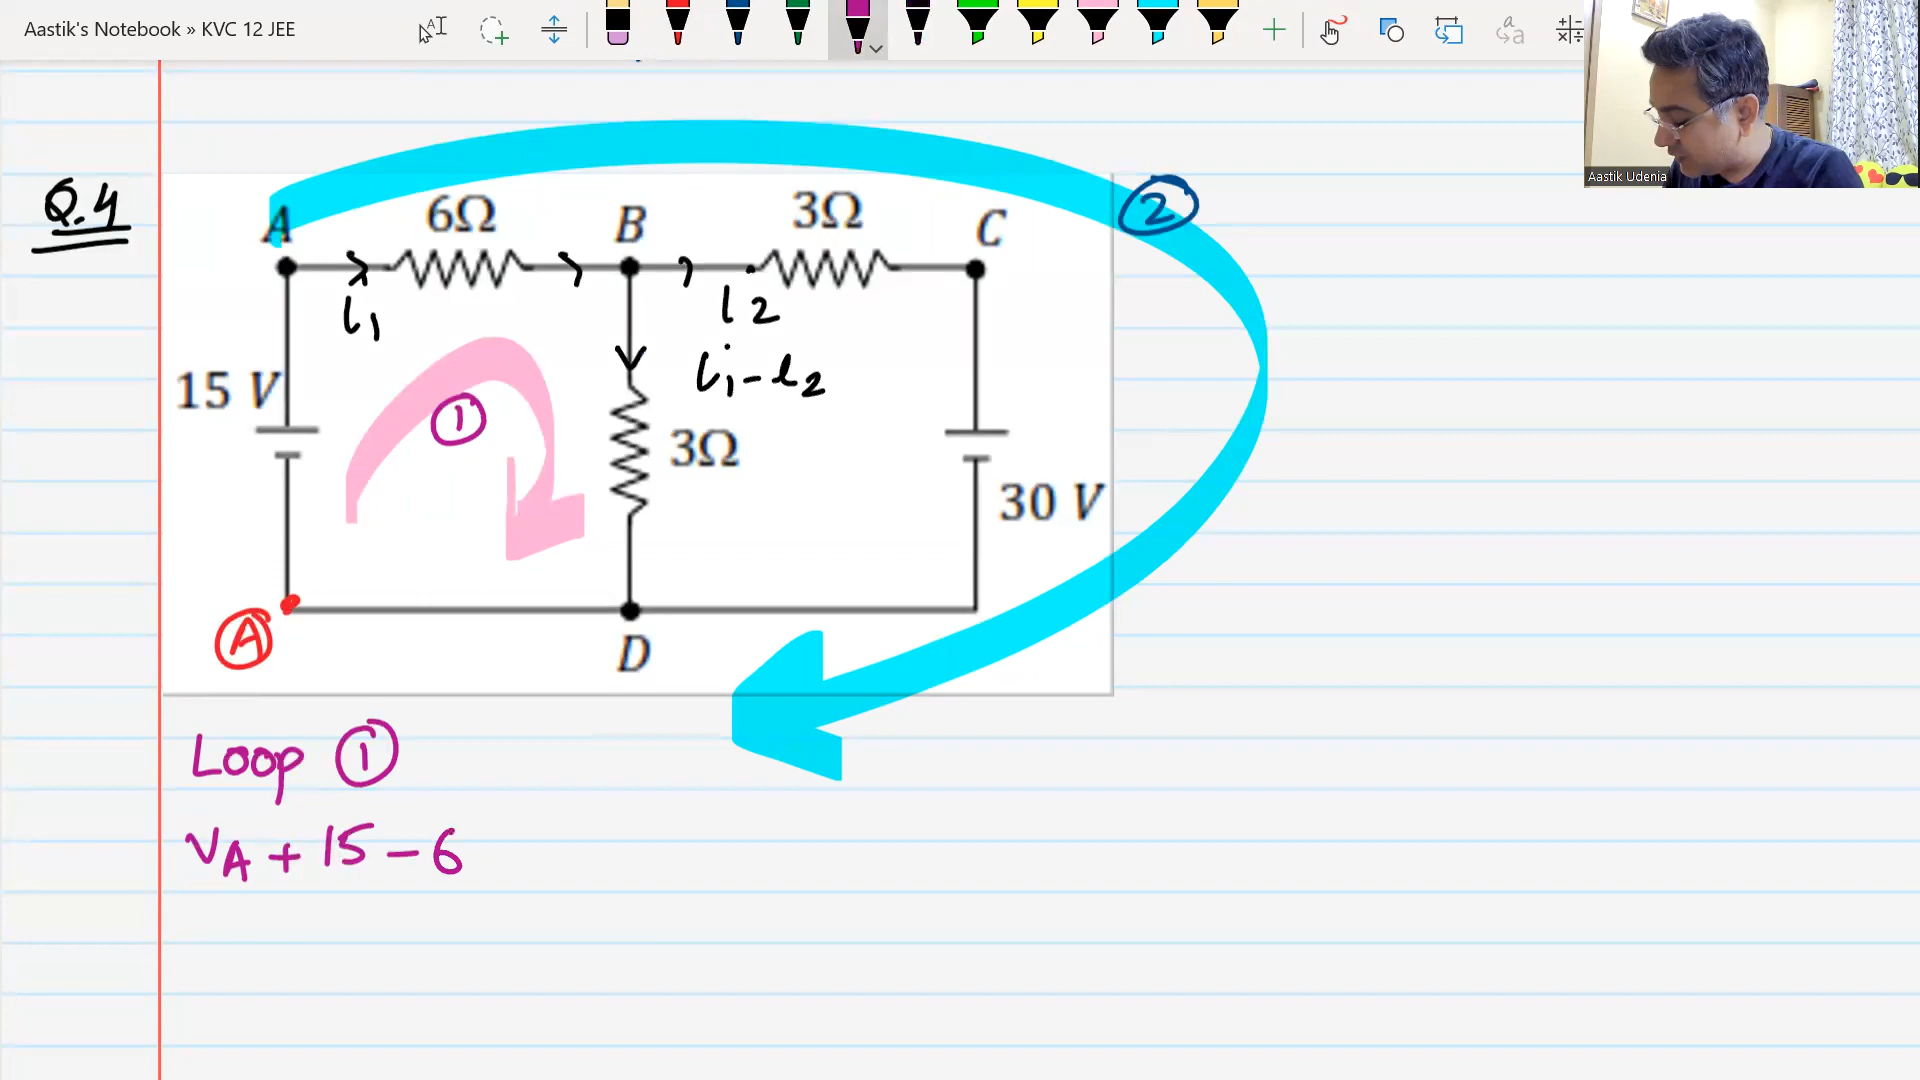 Aastik's Notebook » KVC 12 JEE
Aastik Udenia
Q.4
A 6Ω B 3Ω C
②
i₁ i₂
15 V ① i₁-i₂
3Ω
30 V
Ⓐ D
Loop ①
VA + 15 - 6